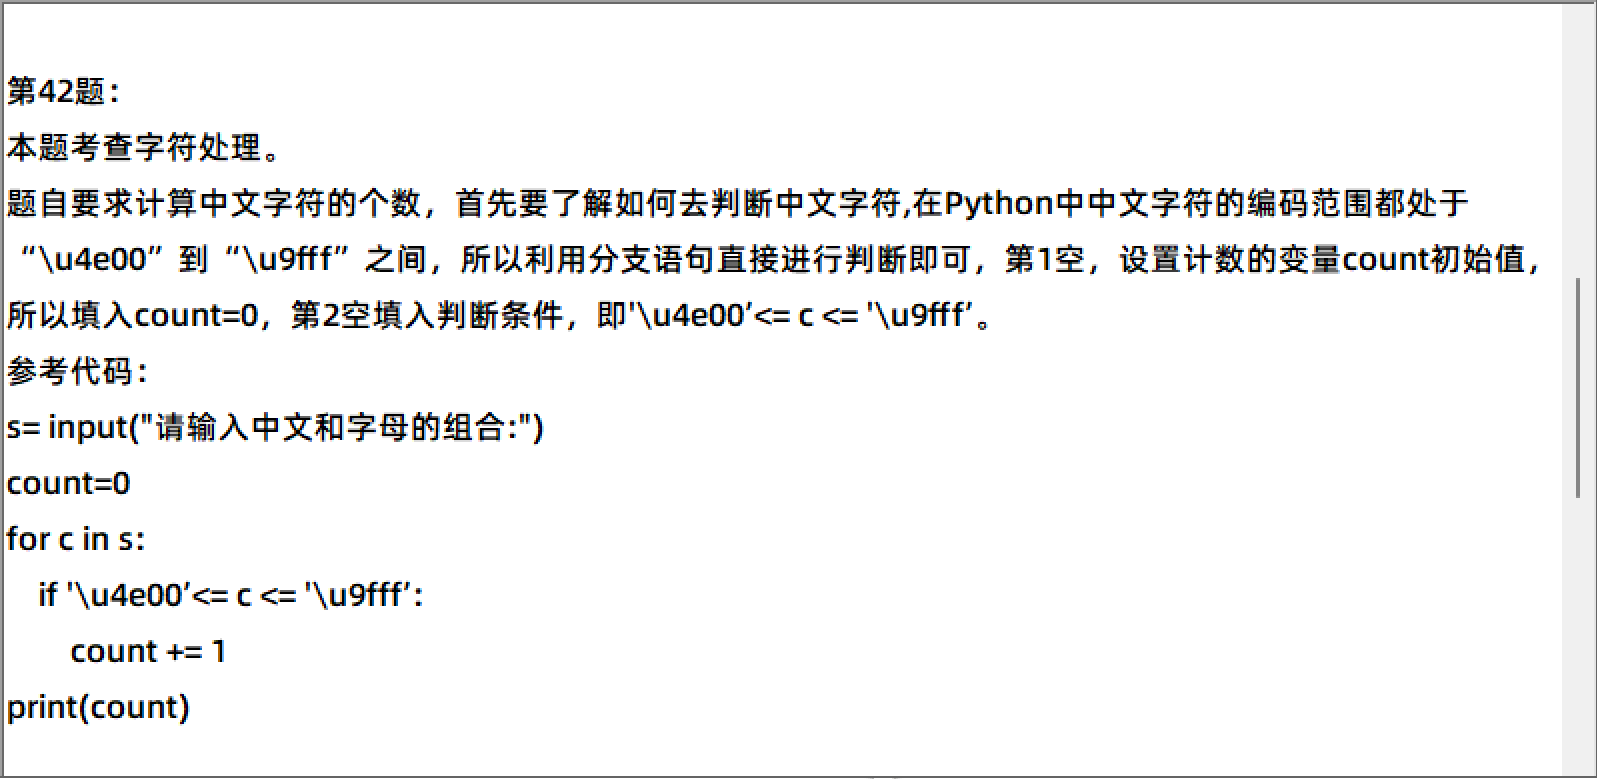 第42题：
本题考查字符处理。
题自要求计算中文字符的个数，首先要了解如何去判断中文字符,在Python中中文字符的编码范围都处于
“\u4e00”到“\u9fff”之间，所以利用分支语句直接进行判断即可，第1空，设置计数的变量count初始值，
所以填入count=0，第2空填入判断条件，即'\u4e00’<= c <= '\u9fff’。
参考代码：
s= input("请输入中文和字母的组合:")
count=0
for c in s:
    if '\u4e00’<= c <= '\u9fff’:
        count += 1
print(count)